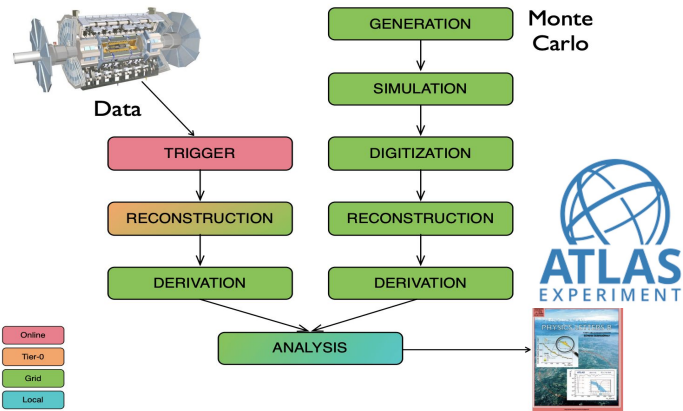 GENERATION
Monte
Carlo
SIMULATION
Data
TRIGGER
DIGITIZATION
RECONSTRUCTION
RECONSTRUCTION
DERIVATION
DERIVATION
ATLAS
EXPERIMENT
ANALYSIS
Online
Tier-0
Grid
Local